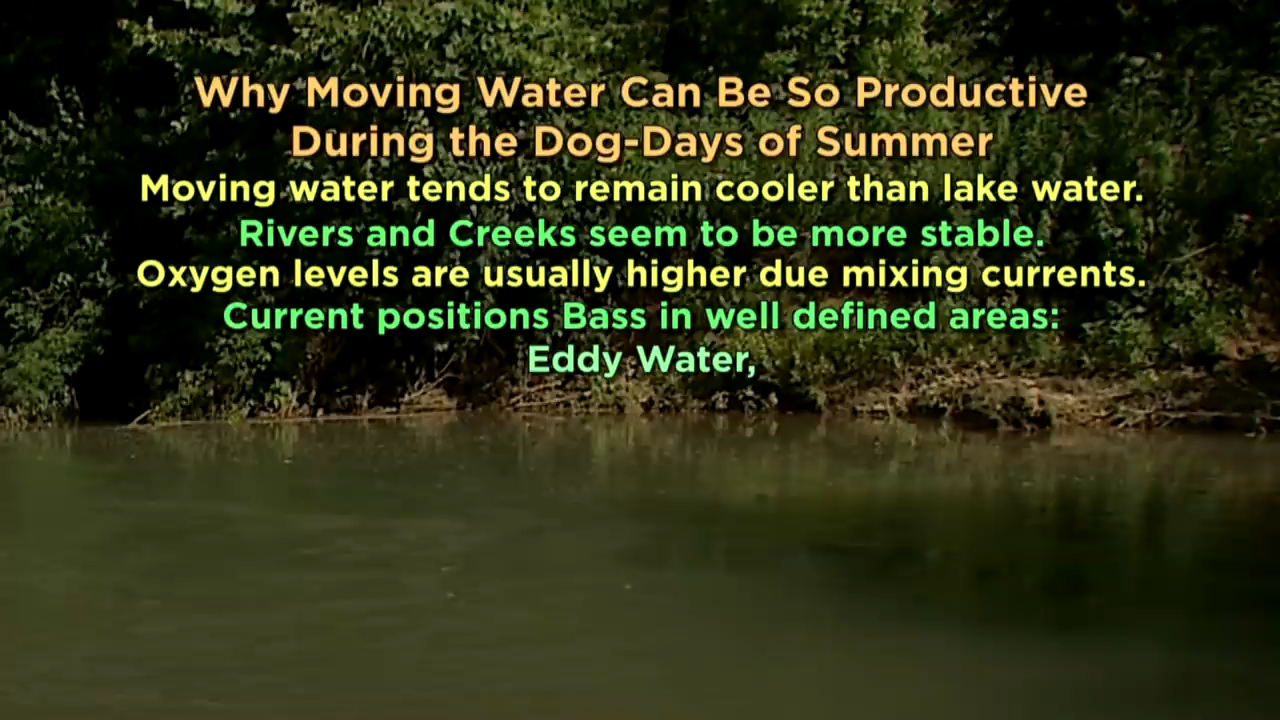 Why Moving Water Can Be So Productive
During the Dog-Days of Summer
Moving water tends to remain cooler than lake water.
Rivers and Creeks seem to be more stable.
Oxygen levels are usually higher due mixing currents.
Current positions Bass in well defined areas:
Eddy Water,